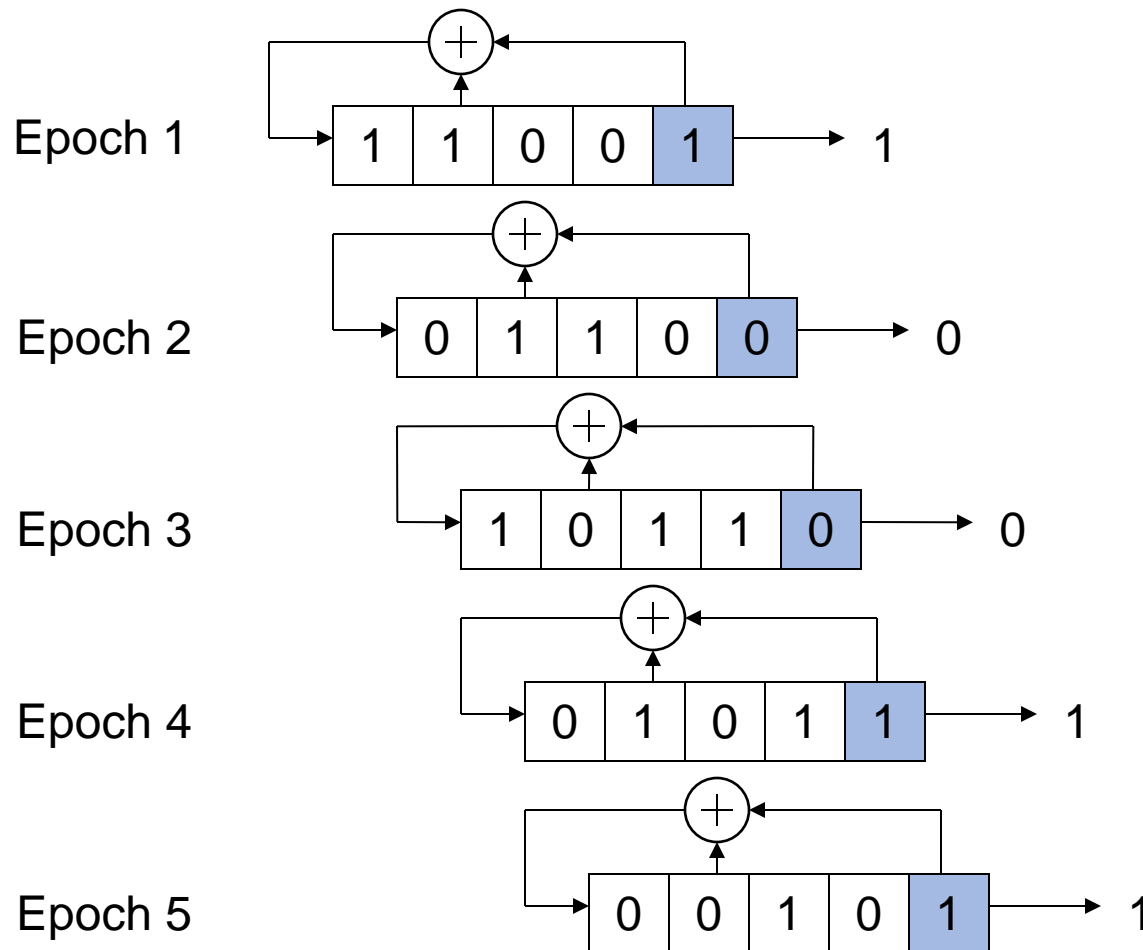 Epoch 1 1 1 0 0 1 1
Epoch 2 0 1 1 0 0 0
Epoch 3 1 0 1 1 0 0
Epoch 4 0 1 0 1 1 1
Epoch 5 0 0 1 0 1 1